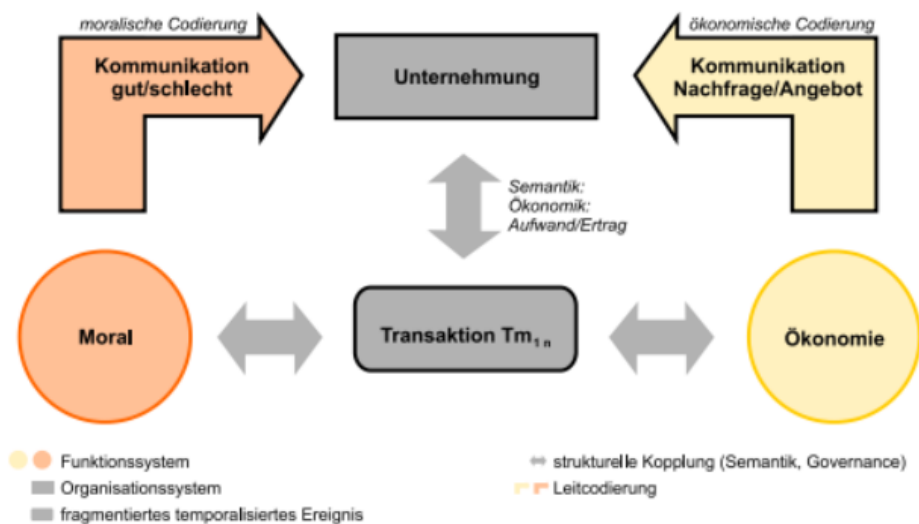 moralische Codierung
ökonomische Codierung
Kommunikation
gut/schlecht
Unternehmung
Kommunikation
Nachfrage/Angebot
Semantik:
Ökonomik:
Aufwand/Ertrag
Moral
Transaktion Tm1 n
Ökonomie
Funktionssystem
Organisationssystem
fragmentiertes temporalisiertes Ereignis
strukturelle Kopplung (Semantik, Governance)
Leitcodierung